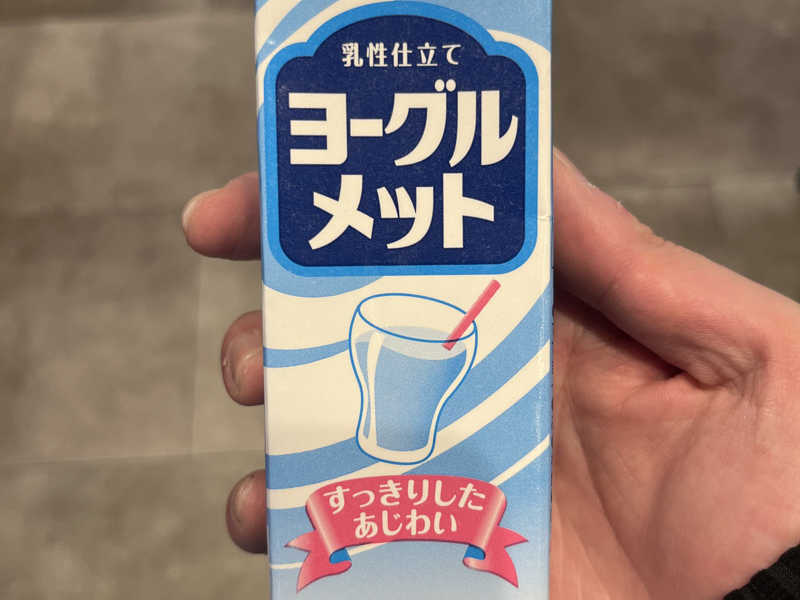 乳性仕立て
ヨーグル
メット
すっきりした
あじわい